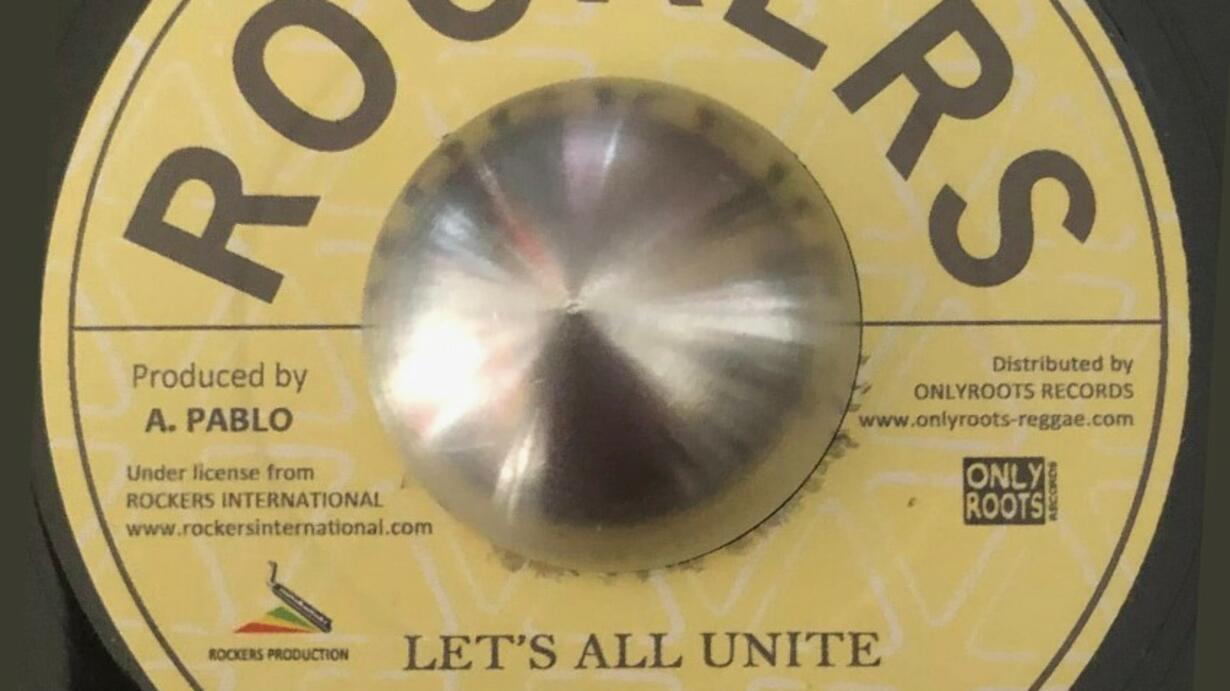 ROCKERS
Produced by
A. PABLO
Under license from
ROCKERS INTERNATIONAL
www.rockersinternational.com
ROCKERS PRODUCTION
Distributed by
ONLYROOTS RECORDS
www.onlyroots-reggae.com
ONLY
ROOTS
RECORDS
LET'S ALL UNITE